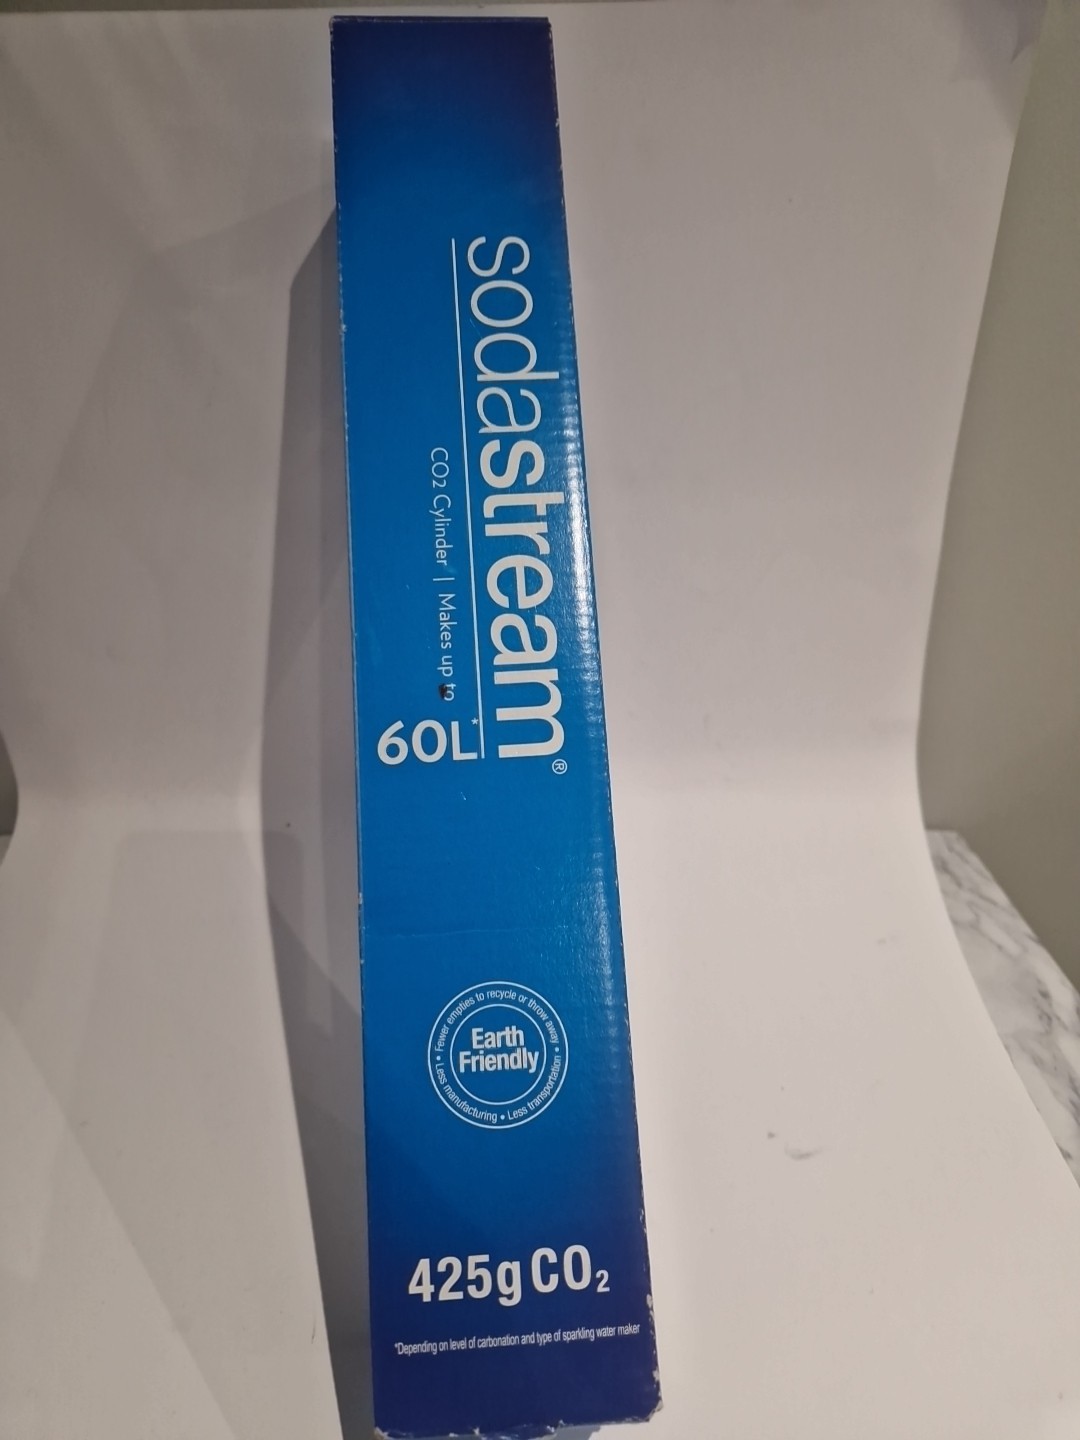 sodastream®
CO2 Cylinder | Makes up to
60L*
• Fewer empties to recycle or throw away • Less transportation • Less manufacturing
Earth
Friendly
425g CO₂
*Depending on level of carbonation and type of sparkling water maker